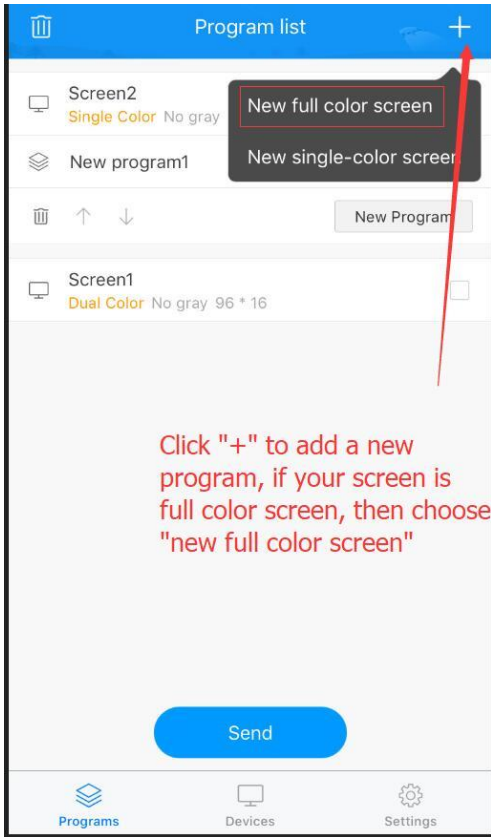 Program list
Screen2
Single Color No gray
New full color screen
New program1
New single-color screen
New Program
Screen1
Dual Color No gray 96 * 16
Click "+" to add a new
program, if your screen is
full color screen, then choose
"new full color screen"
Send
Programs Devices Settings